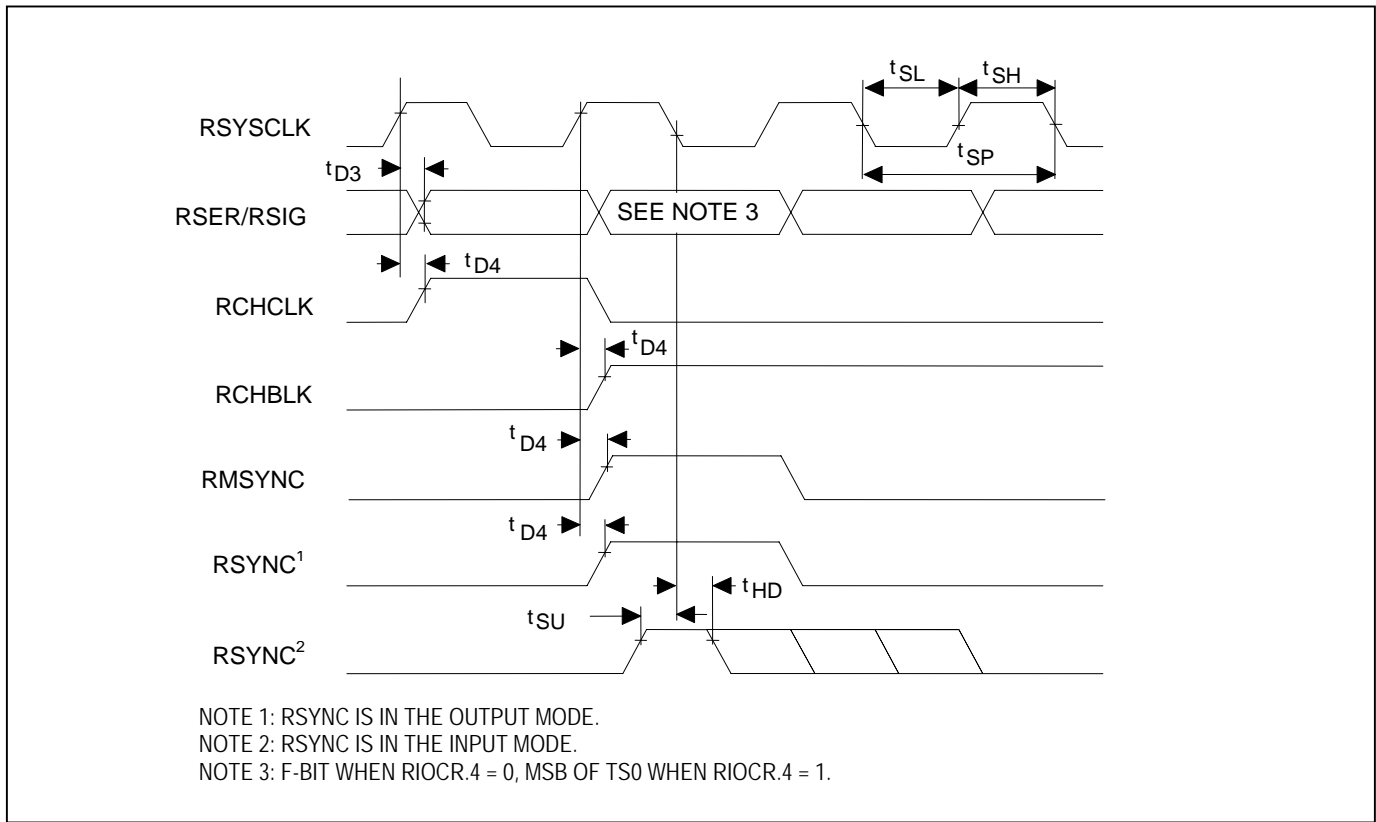 tSL tSH
RSYSCLK
tSP
tD3
RSER/RSIG SEE NOTE 3
tD4
RCHCLK
tD4
RCHBLK
tD4
RMSYNC
tD4
RSYNC1
tHD
tSU
RSYNC2
NOTE 1: RSYNC IS IN THE OUTPUT MODE.
NOTE 2: RSYNC IS IN THE INPUT MODE.
NOTE 3: F-BIT WHEN RIOCR.4 = 0, MSB OF TS0 WHEN RIOCR.4 = 1.